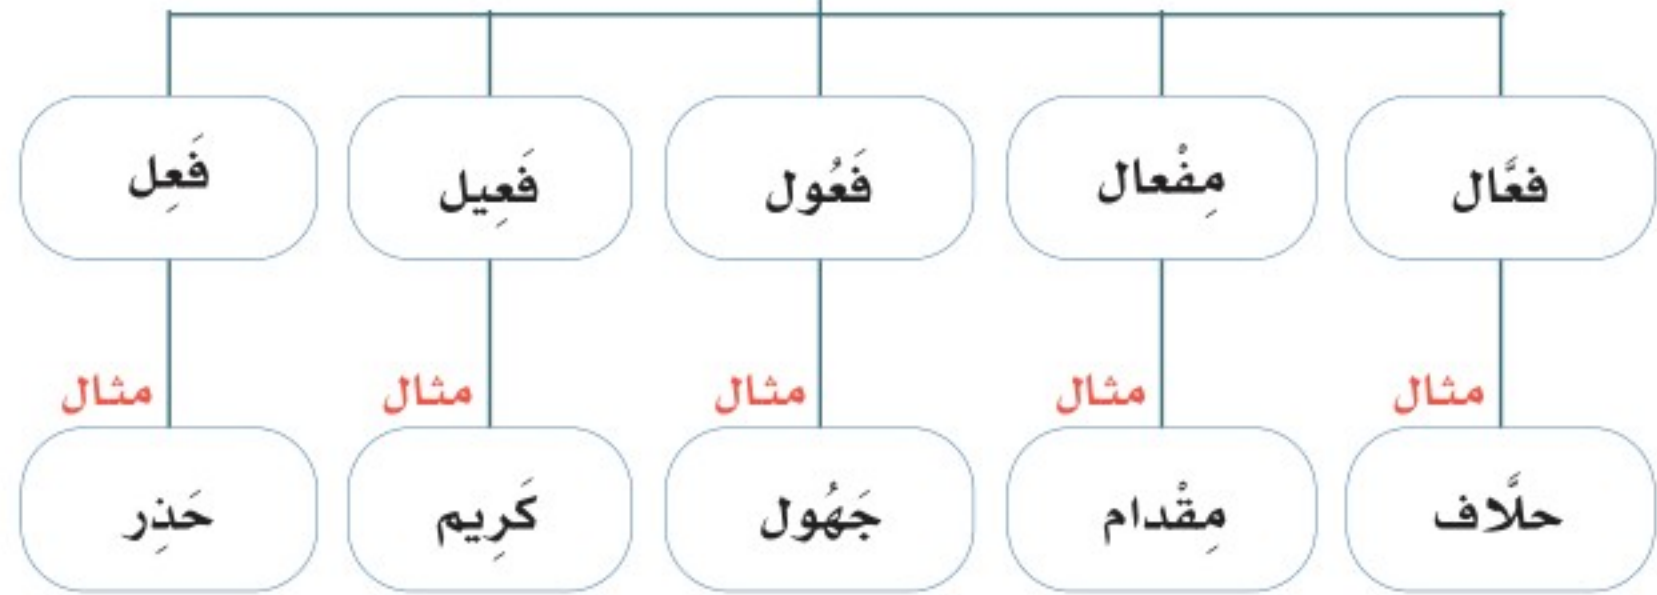 فعَّال
مِفْعال
فَعُول
فَعِيل
فَعِل
مثال
مثال
مثال
مثال
مثال
حلَّاف
مِقْدام
جَهُول
كَرِيم
حَذِر